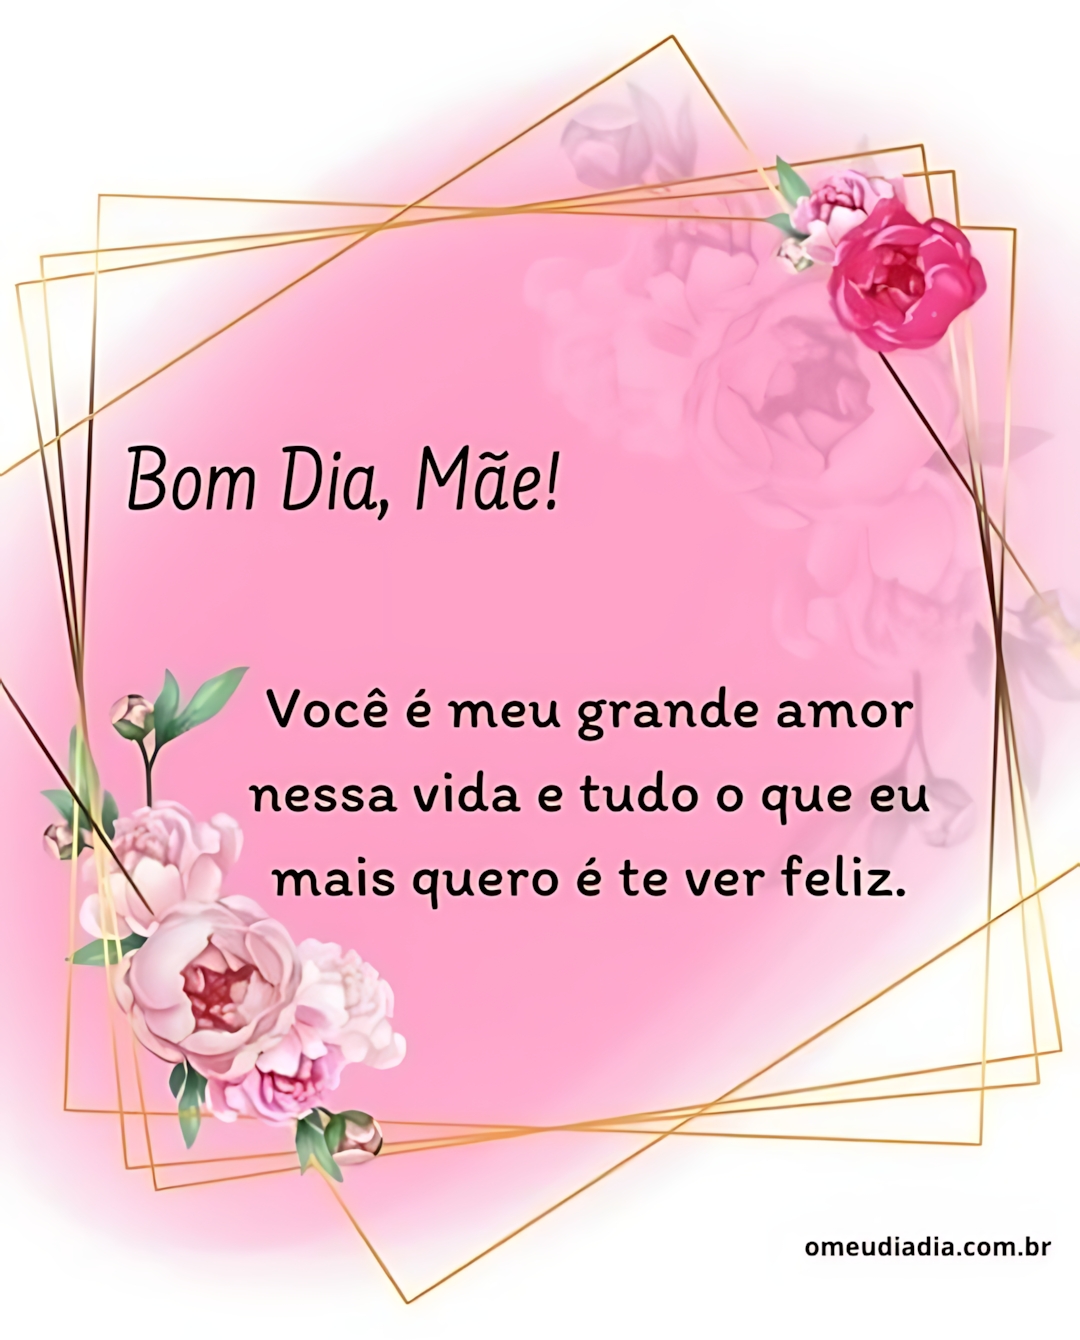 Bom Dia, Mãe!
Você é meu grande amor
nessa vida e tudo o que eu
mais quero é te ver feliz.
omeudiadia.com.br